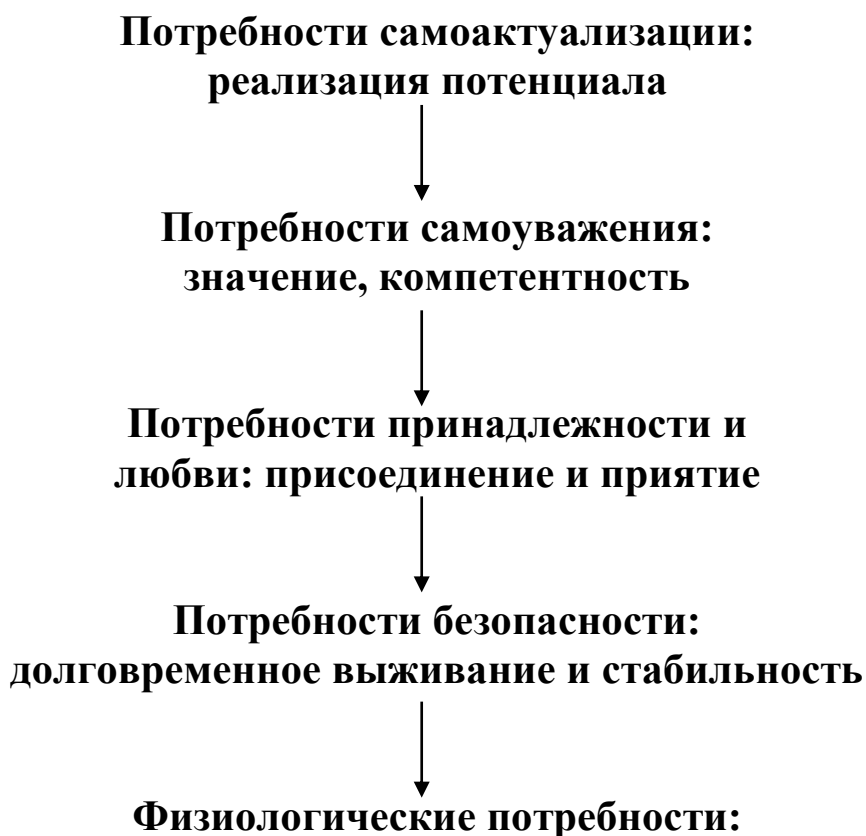 Потребности самоактуализации:
реализация потенциала
Потребности самоуважения:
значение, компетентность
Потребности принадлежности и
любви: присоединение и приятие
Потребности безопасности:
долговременное выживание и стабильность
Физиологические потребности: